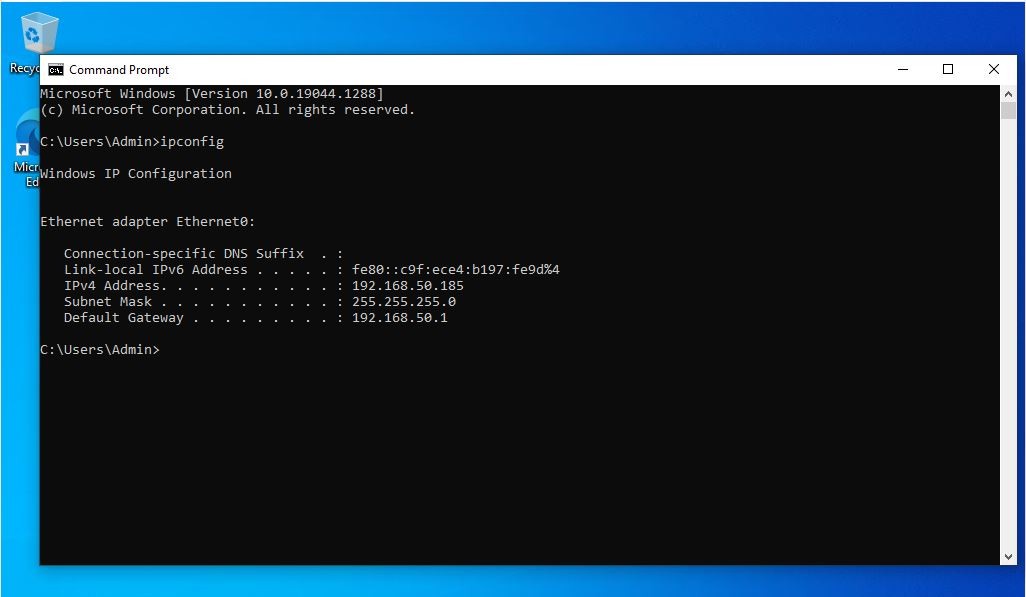 Recyc
Micr
Ed
Command Prompt
Microsoft Windows [Version 10.0.19044.1288]
(c) Microsoft Corporation. All rights reserved.
C:\Users\Admin>ipconfig
Windows IP Configuration
Ethernet adapter Ethernet0:
Connection-specific DNS Suffix  . :
Link-local IPv6 Address . . . . . : fe80::c9f:ece4:b197:fe9d%4
IPv4 Address. . . . . . . . . . . : 192.168.50.185
Subnet Mask . . . . . . . . . . . : 255.255.255.0
Default Gateway . . . . . . . . . : 192.168.50.1
C:\Users\Admin>